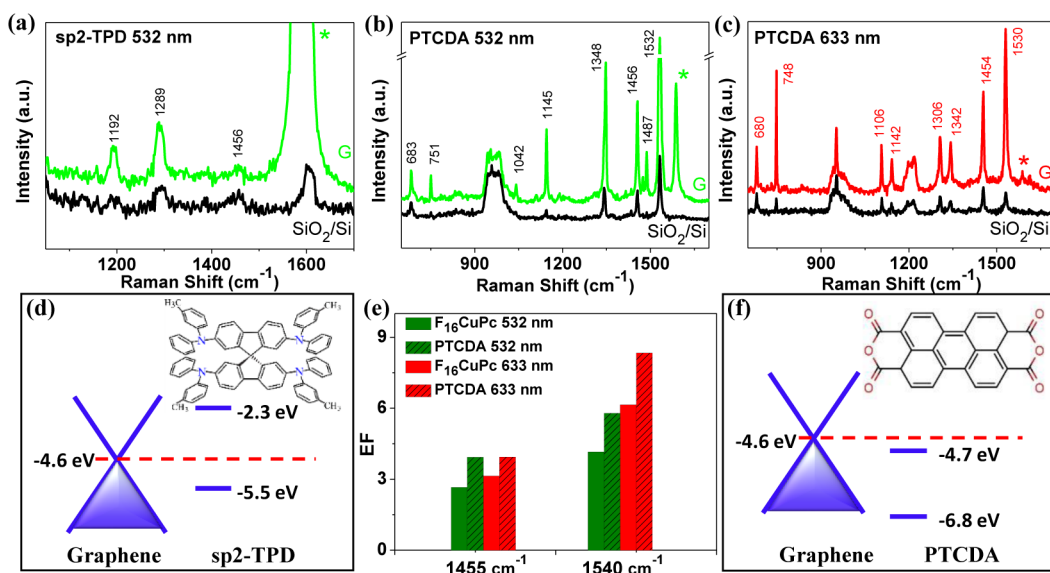 (a)
sp2-TPD 532 nm
*
1192
1289
1456
G
SiO2/Si
Intensity (a.u.)
1200 1400 1600
Raman Shift (cm-1)
(b)
PTCDA 532 nm
683
751
1042
1145
1348
1456
1487
1532
*
G
SiO2/Si
Intensity (a.u.)
900 1200 1500
Raman Shift (cm-1)
(c)
PTCDA 633 nm
680
748
1106
1142
1306
1342
1454
1530
*
G
SiO2/Si
Intensity (a.u.)
900 1200 1500
Raman Shift (cm-1)
(d)
H3C
CH3
N
N
N
N
H3C
CH3
-2.3 eV
-4.6 eV
-5.5 eV
Graphene sp2-TPD
(e)
F16CuPc 532 nm
PTCDA 532 nm
F16CuPc 633 nm
PTCDA 633 nm
EF
9
6
3
0
1455 cm-1 1540 cm-1
(f)
O
O
O
O
O
O
-4.6 eV
-4.7 eV
-6.8 eV
Graphene PTCDA